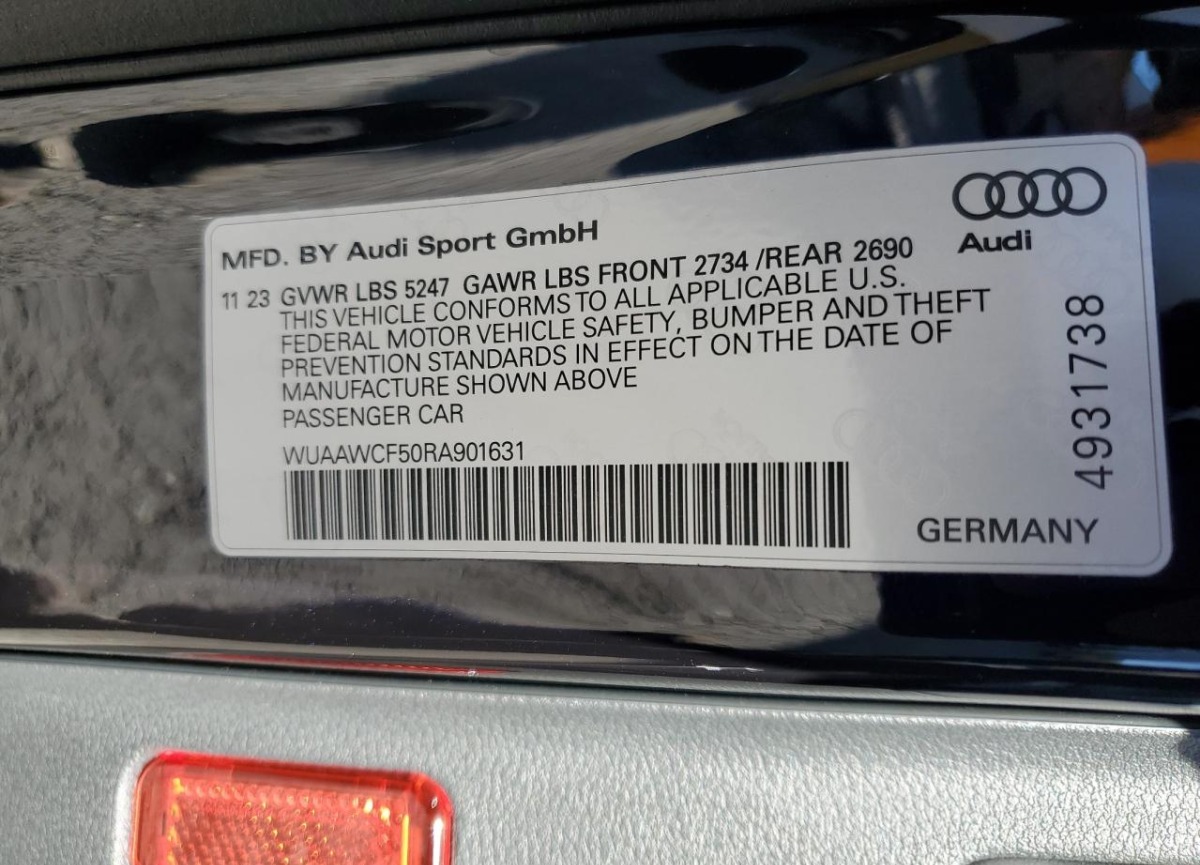 Audi
MFD. BY Audi Sport GmbH
11 23 GVWR LBS 5247 GAWR LBS FRONT 2734 /REAR 2690
THIS VEHICLE CONFORMS TO ALL APPLICABLE U.S.
FEDERAL MOTOR VEHICLE SAFETY, BUMPER AND THEFT
PREVENTION STANDARDS IN EFFECT ON THE DATE OF
MANUFACTURE SHOWN ABOVE
PASSENGER CAR
WUAAWCF50RA901631
GERMANY
4931738